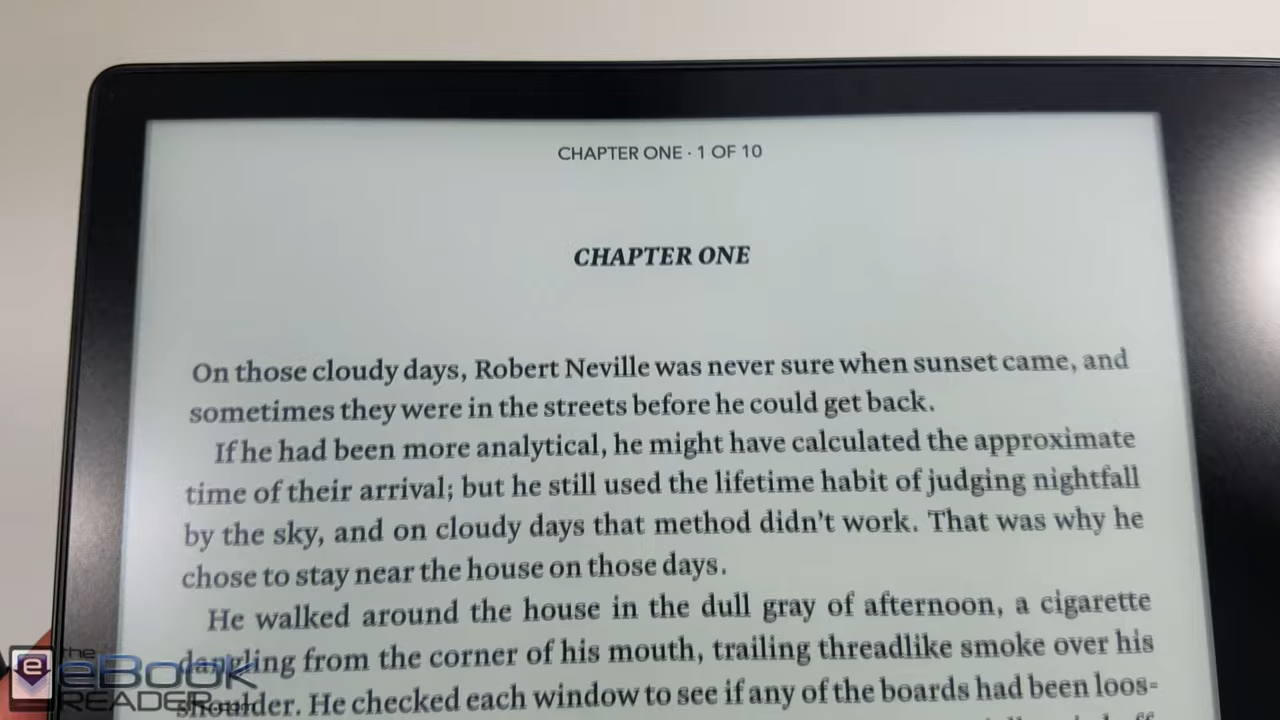 CHAPTER ONE · 1 OF 10
CHAPTER ONE
On those cloudy days, Robert Neville was never sure when sunset came, and
sometimes they were in the streets before he could get back.
If he had been more analytical, he might have calculated the approximate
time of their arrival; but he still used the lifetime habit of judging nightfall
by the sky, and on cloudy days that method didn't work. That was why he
chose to stay near the house on those days.
He walked around the house in the dull gray of afternoon, a cigarette
dangling from the corner of his mouth, trailing threadlike smoke over his
shoulder. He checked each window to see if any of the boards had been loos-
the
eBook
READER